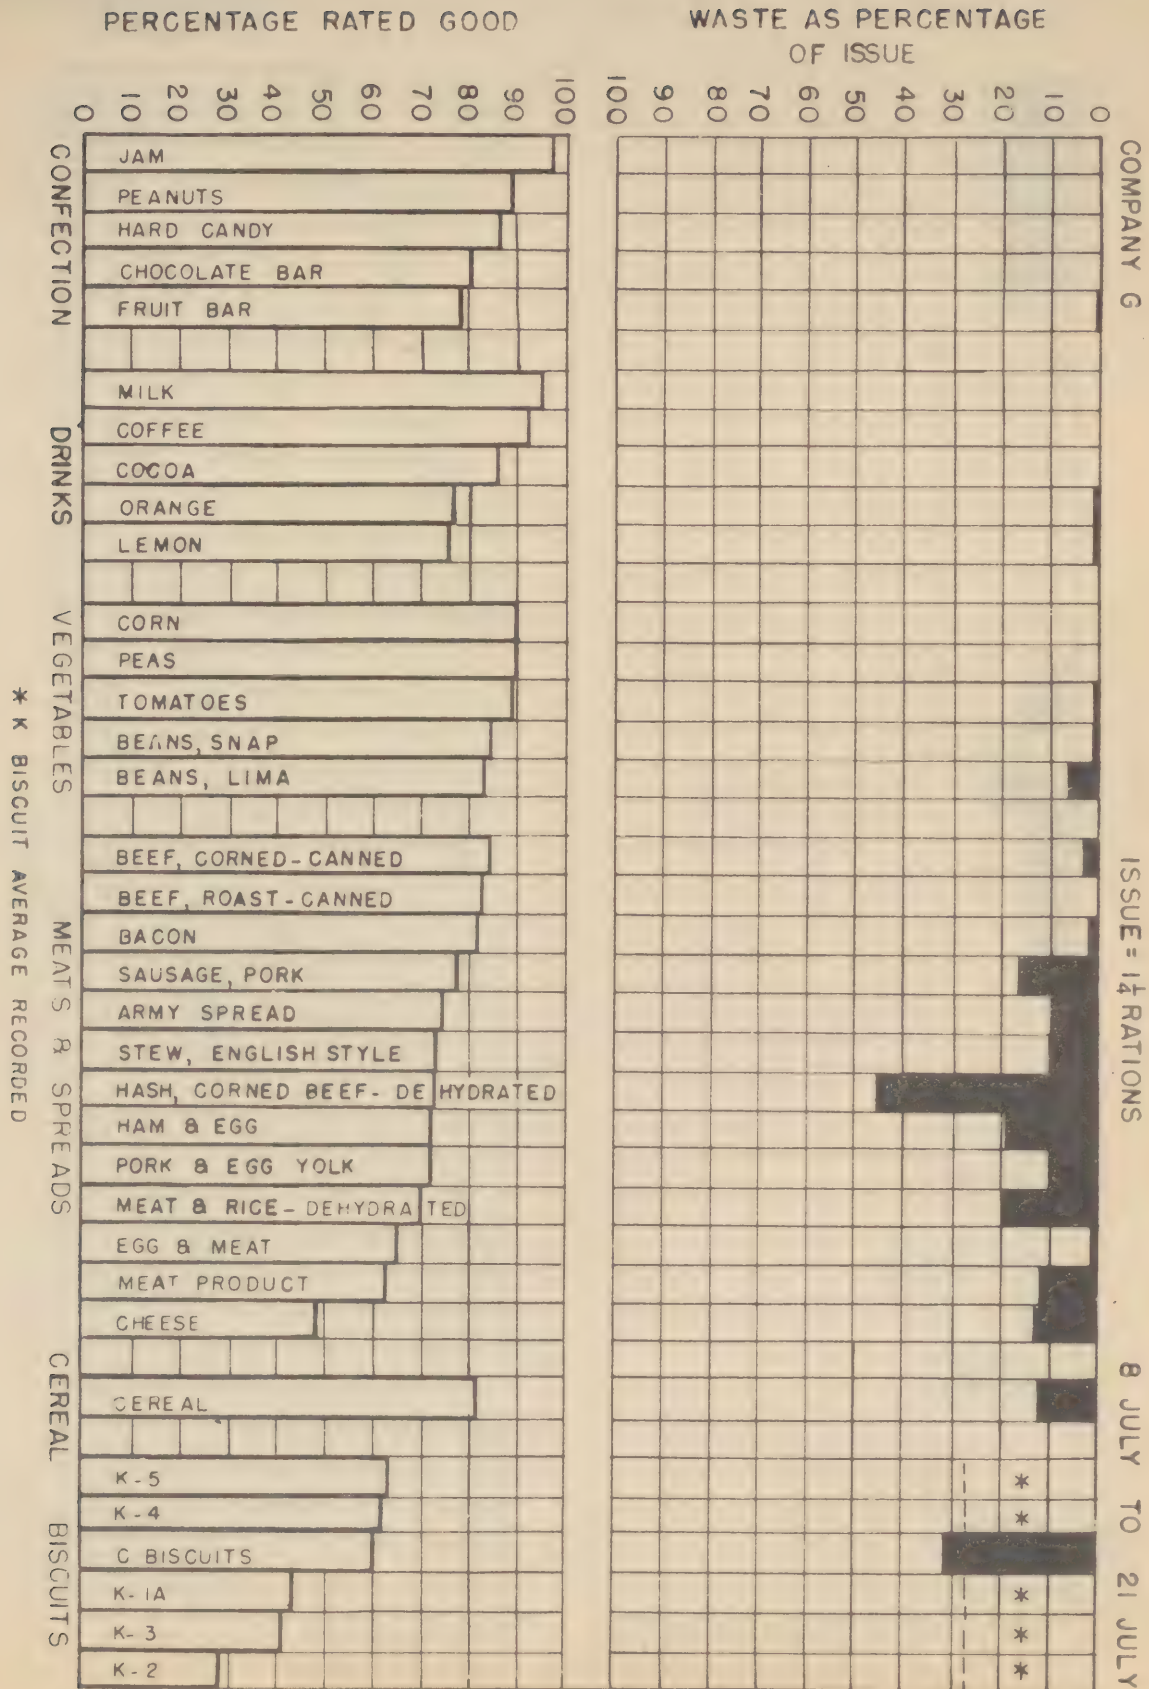 PERCENTAGE RATED GOOD
WASTE AS PERCENTAGE
OF ISSUE
0 10 20 30 40 50 60 70 80 90 100
100 90 80 70 60 50 40 30 20 10 0
COMPANY G
ISSUE = 1 1/4 RATIONS
8 JULY TO 21 JULY
CONFECTION
JAM
PEANUTS
HARD CANDY
CHOCOLATE BAR
FRUIT BAR
DRINKS
MILK
COFFEE
COCOA
ORANGE
LEMON
VEGETABLES
CORN
PEAS
TOMATOES
BEANS, SNAP
BEANS, LIMA
MEATS & SPREADS
BEEF, CORNED-CANNED
BEEF, ROAST-CANNED
BACON
SAUSAGE, PORK
ARMY SPREAD
STEW, ENGLISH STYLE
HASH, CORNED BEEF- DEHYDRATED
HAM & EGG
PORK & EGG YOLK
MEAT & RICE- DEHYDRATED
EGG & MEAT
MEAT PRODUCT
CHEESE
CEREAL
CEREAL
BISCUITS
K-5 *
K-4 *
C BISCUITS
K-1A *
K-3 *
K-2 *
* K BISCUIT AVERAGE RECORDED